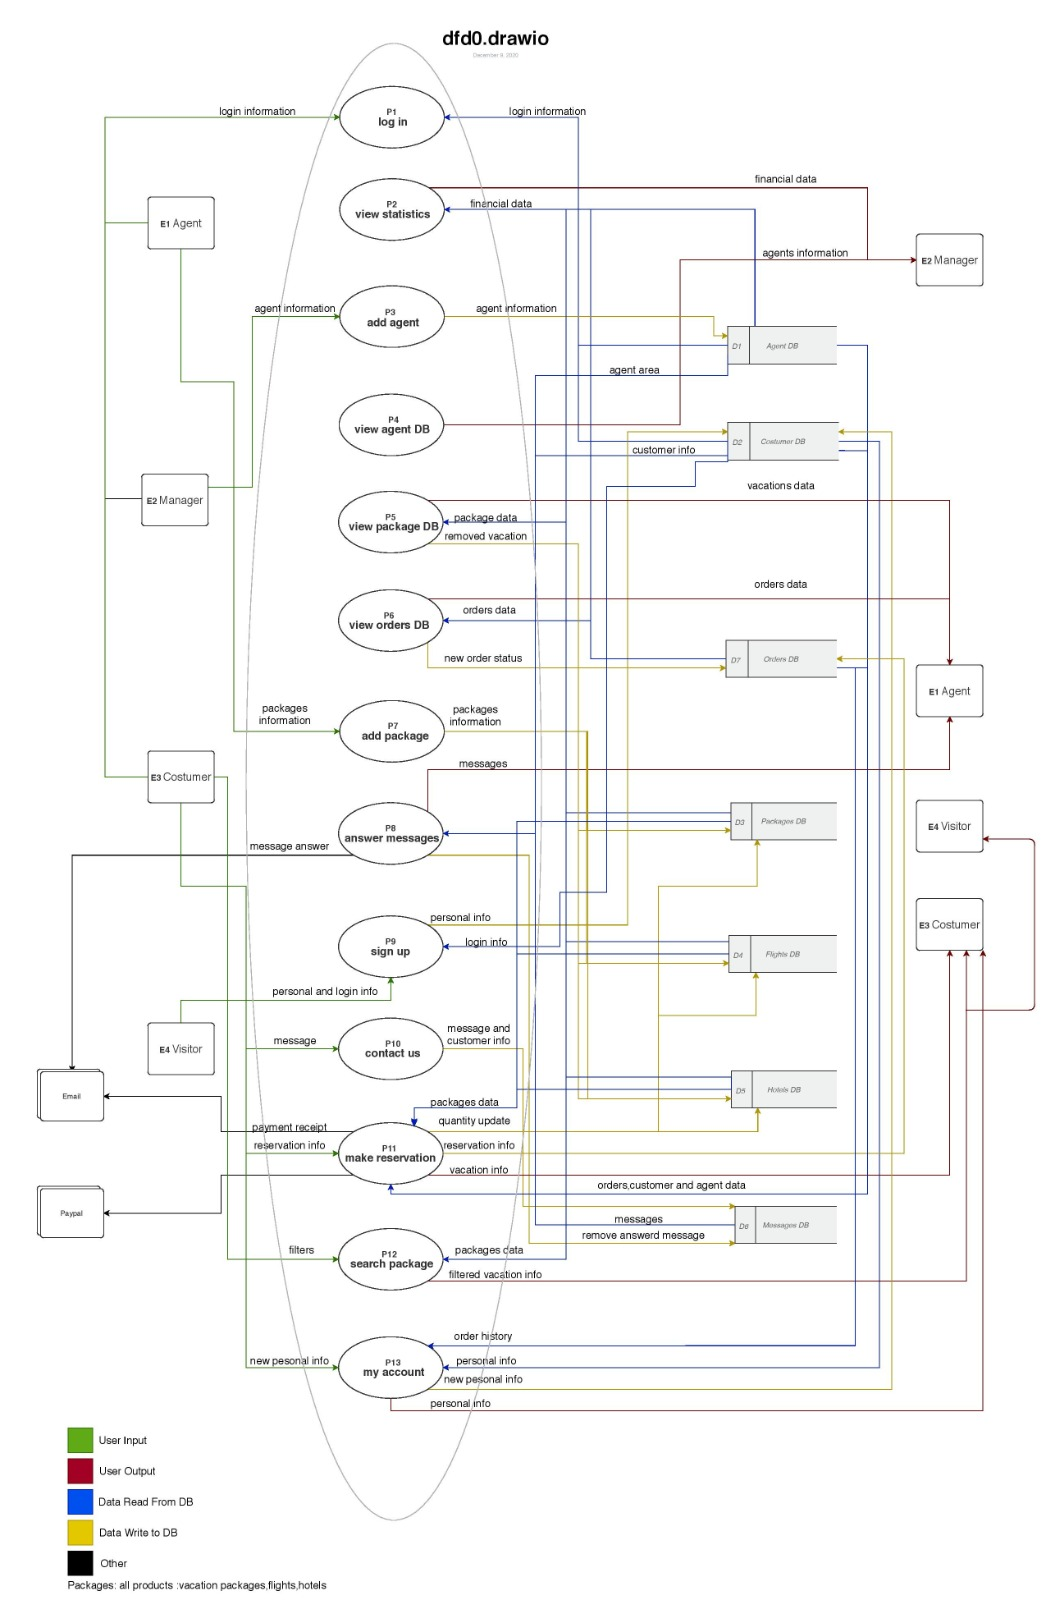 dfd0.drawio
December 9, 2020
login information
P1
log in
login information
financial data
P2
view statistics
financial data
E1 Agent
agents information
E2 Manager
agent information
P3
add agent
agent information
D1
Agent DB
agent area
P4
view agent DB
D2
Costumer DB
customer info
E2 Manager
vacations data
P5
view package DB
package data
removed vacation
orders data
P6
view orders DB
orders data
new order status
D7
Orders DB
E1 Agent
packages
information
P7
add package
packages
information
messages
E3 Costumer
P8
answer messages
message answer
D3
Packages DB
E4 Visitor
personal info
P9
sign up
login info
E3 Costumer
D4
Flights DB
personal and login info
E4 Visitor
message
P10
contact us
message and
customer info
Email
D5
Hotels DB
packages data
quantity update
payment receipt
reservation info
P11
make reservation
reservation info
vacation info
orders,customer and agent data
Paypal
messages
D6
Messages DB
remove answerd message
filters
P12
search package
packages data
filtered vacation info
order history
new pesonal info
P13
my account
personal info
new pesonal info
personal info
User Input
User Output
Data Read From DB
Data Write to DB
Other
Packages: all products :vacation packages,flights,hotels